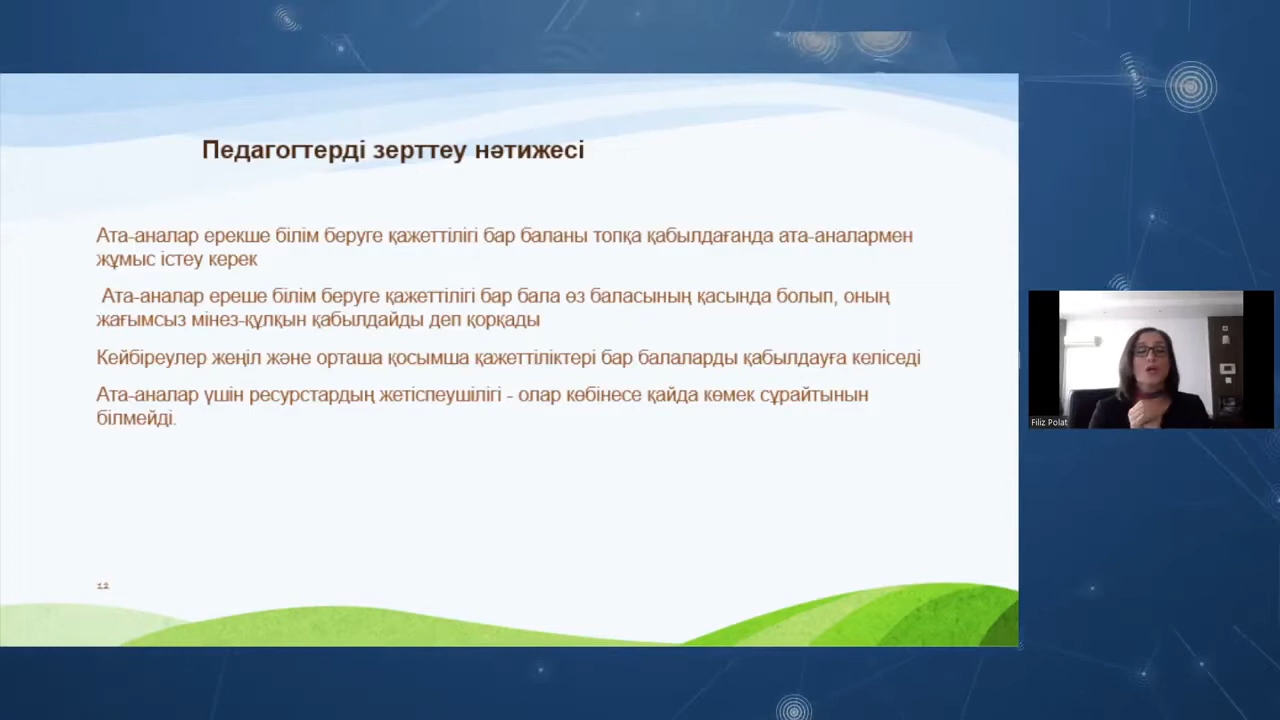 Педагогтерді зерттеу нәтижесі
Ата-аналар ерекше білім беруге қажеттілігі бар баланы топқа қабылдағанда ата-аналармен
жұмыс істеу керек
Ата-аналар ереше білім беруге қажеттілігі бар бала өз баласының қасында болып, оның
жағымсыз мінез-құлқын қабылдайды деп қорқады
Кейбіреулер жеңіл және орташа қосымша қажеттіліктері бар балаларды қабылдауға келіседі
Ата-аналар үшін ресурстардың жетіспеушілігі - олар көбінесе қайда көмек сұрайтынын
білмейді.
Filiz Polat